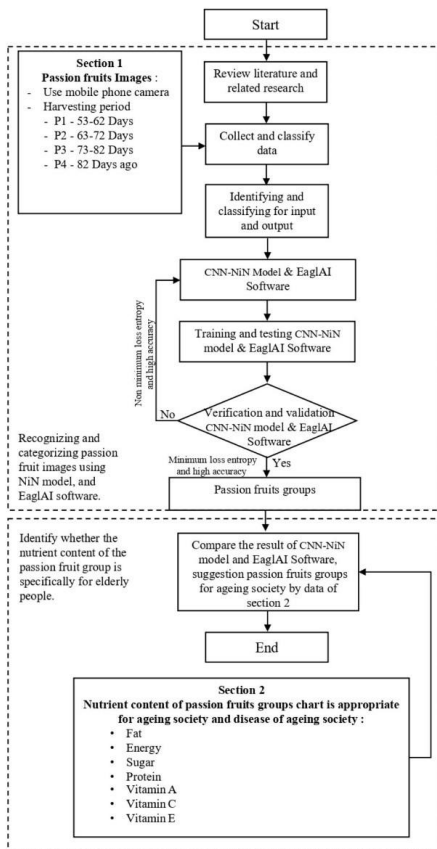 Start
Section 1
Passion fruits Images :
- Use mobile phone camera
- Harvesting period
- P1 - 53-62 Days
- P2 - 63-72 Days
- P3 - 73-82 Days
- P4 - 82 Days ago
Review literature and
related research
Collect and classify
data
Identifying and
classifying for input
and output
CNN-NiN Model & EaglAI
Software
Training and testing CNN-NiN
model & EaglAI Software
Non minimum loss entropy
and high accuracy
No
Verification and validation
CNN-NiN model & EaglAI
Software
Yes
Minimum loss entropy
and high accuracy
Recognizing and
categorizing passion
fruit images using
NiN model, and
EaglAI software.
Passion fruits groups
Identify whether the
nutrient content of the
passion fruit group is
specifically for elderly
people.
Compare the result of CNN-NiN
model and EaglAI Software,
suggestion passion fruits groups
for ageing society by data of
section 2
End
Section 2
Nutrient content of passion fruits groups chart is appropriate
for ageing society and disease of ageing society :
• Fat
• Energy
• Sugar
• Protein
• Vitamin A
• Vitamin C
• Vitamin E